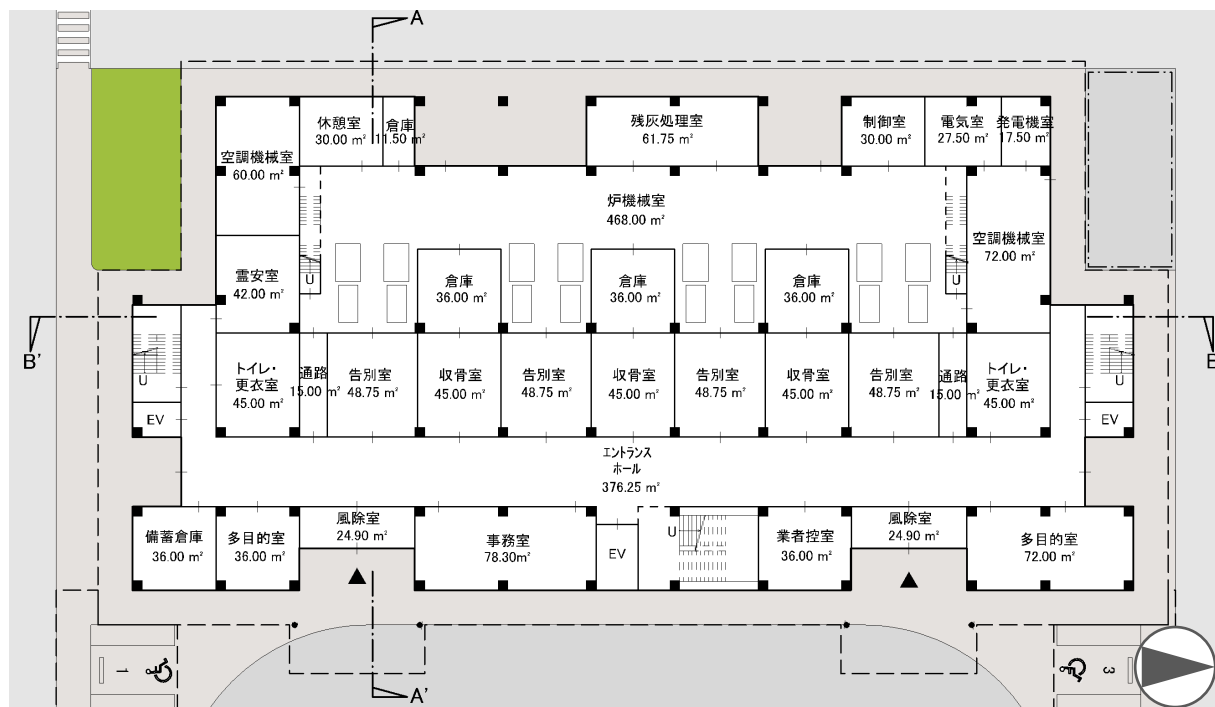 A
休憩室
30.00 m²
倉庫
11.50 m²
残灰処理室
61.75 m²
制御室
30.00 m²
電気室
27.50 m²
発電機室
17.50 m²
空調機械室
60.00 m²
炉機械室
468.00 m²
空調機械室
72.00 m²
霊安室
42.00 m²
U
倉庫
36.00 m²
倉庫
36.00 m²
倉庫
36.00 m²
U
B'
B
U
トイレ・
更衣室
45.00 m²
通路
15.00 m²
告別室
48.75 m²
収骨室
45.00 m²
告別室
48.75 m²
収骨室
45.00 m²
告別室
48.75 m²
収骨室
45.00 m²
告別室
48.75 m²
通路
15.00 m²
トイレ・
更衣室
45.00 m²
U
EV
EV
エントランス
ホール
376.25 m²
備蓄倉庫
36.00 m²
多目的室
36.00 m²
風除室
24.90 m²
事務室
78.30m²
EV
U
業者控室
36.00 m²
風除室
24.90 m²
多目的室
72.00 m²
1
3
A'